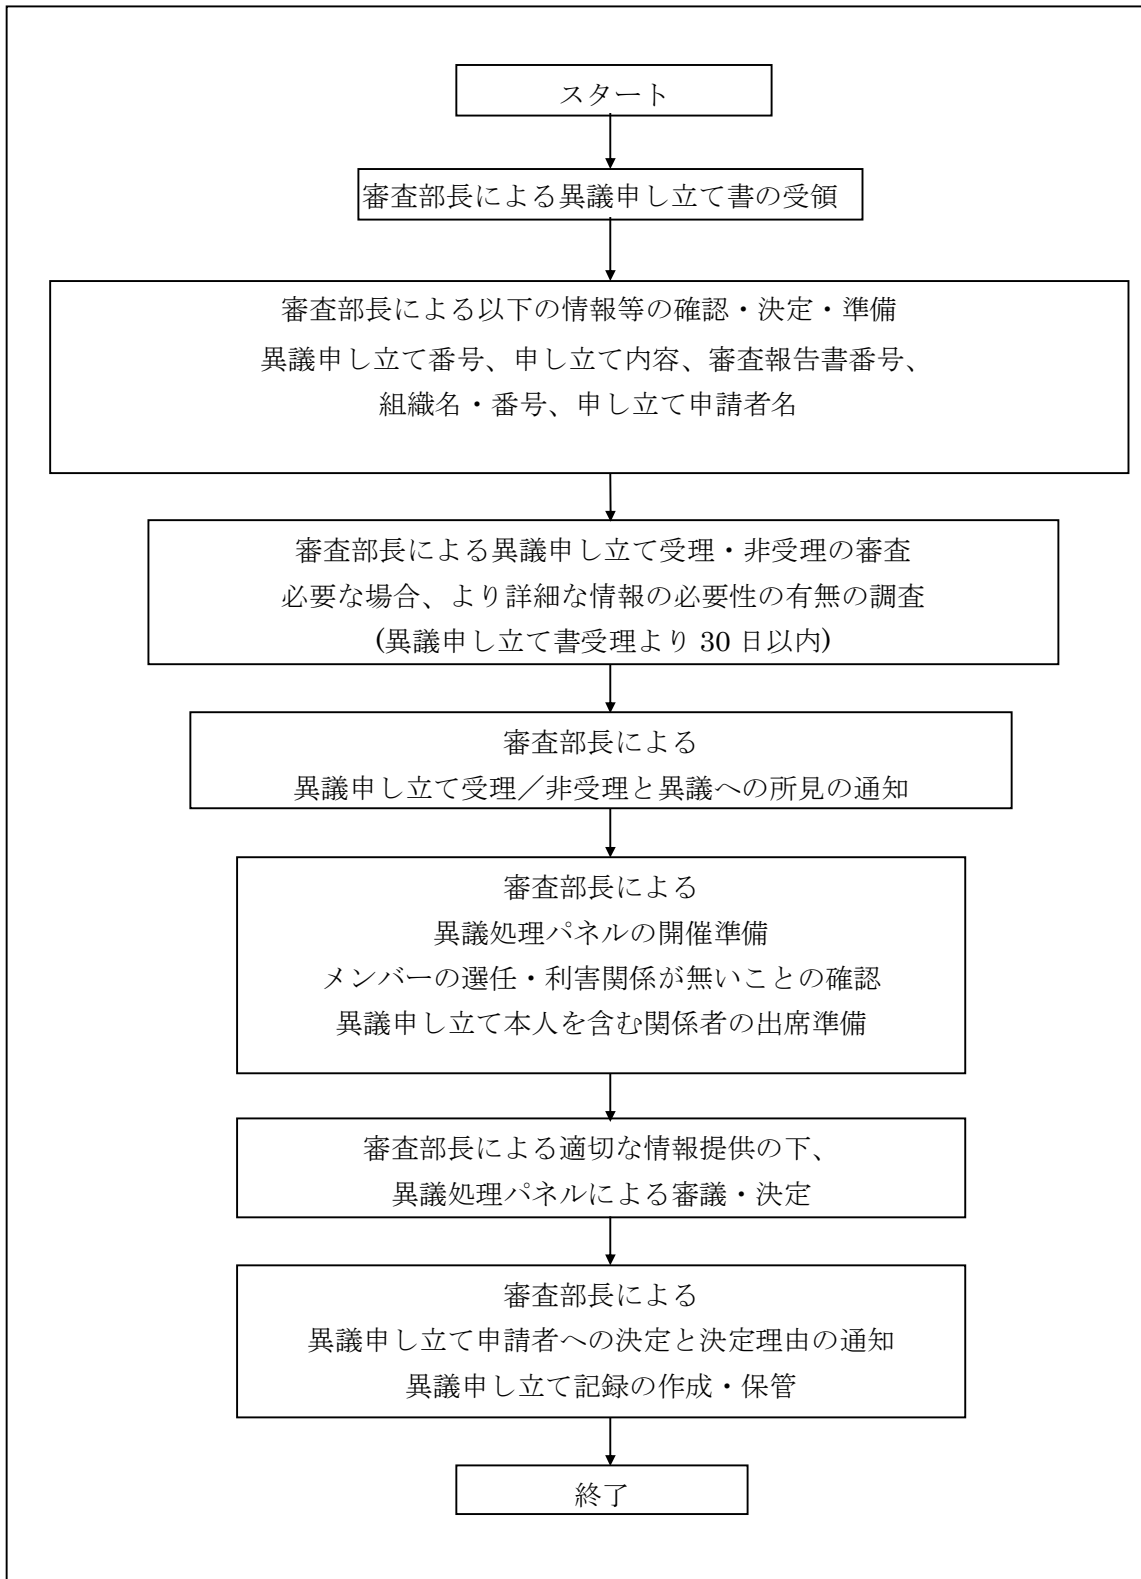 スタート
審査部長による異議申し立て書の受領
審査部長による以下の情報等の確認・決定・準備
異議申し立て番号、申し立て内容、審査報告書番号、
組織名・番号、申し立て申請者名
審査部長による異議申し立て受理・非受理の審査
必要な場合、より詳細な情報の必要性の有無の調査
(異議申し立て書受理より 30 日以内)
審査部長による
異議申し立て受理／非受理と異議への所見の通知
審査部長による
異議処理パネルの開催準備
メンバーの選任・利害関係が無いことの確認
異議申し立て本人を含む関係者の出席準備
審査部長による適切な情報提供の下、
異議処理パネルによる審議・決定
審査部長による
異議申し立て申請者への決定と決定理由の通知
異議申し立て記録の作成・保管
終了